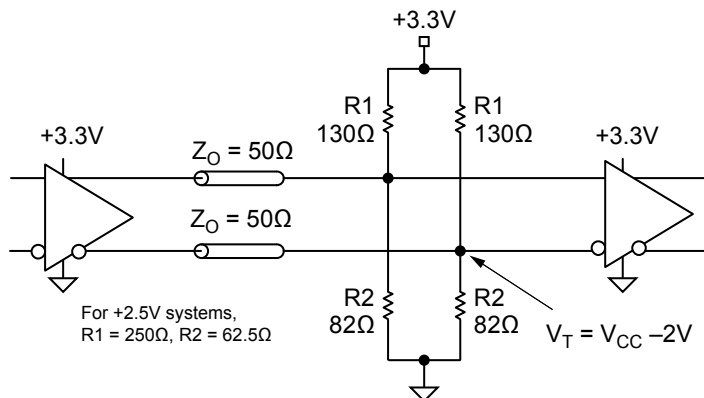 +3.3V
R1
130Ω
R1
130Ω
+3.3V
Z_O = 50Ω
+3.3V
Z_O = 50Ω
R2
82Ω
R2
82Ω
For +2.5V systems,
R1 = 250Ω, R2 = 62.5Ω
V_T = V_CC –2V